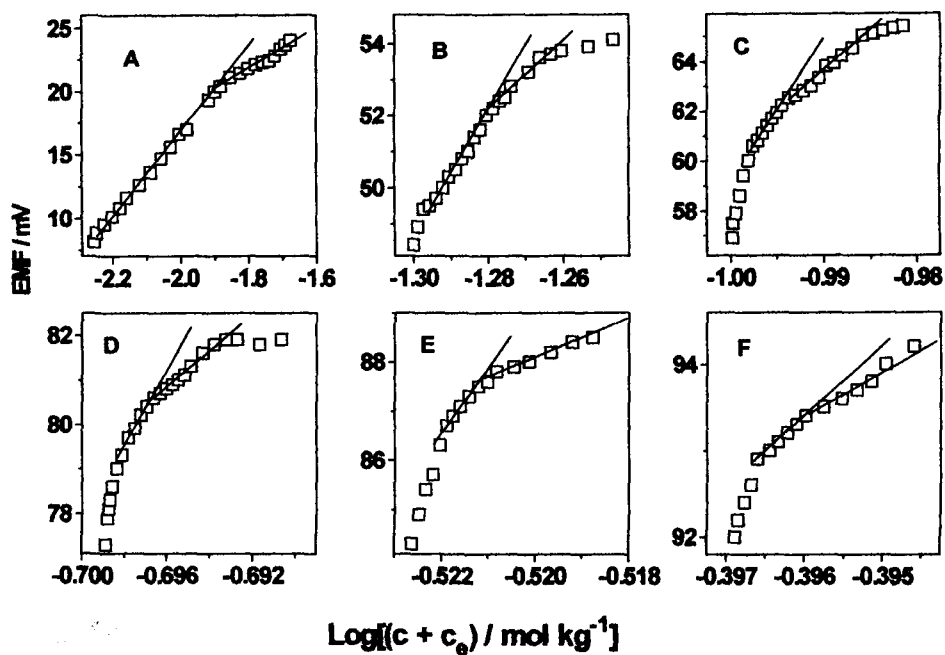 A
B
C
25
20
15
10
54
52
50
64
62
60
58
-2.2 -2.0 -1.8 -1.6
-1.30 -1.28 -1.26
-1.00 -0.99 -0.98
EMF / mV
D
E
F
82
80
78
88
86
94
92
-0.700 -0.696 -0.692
-0.522 -0.520 -0.518
-0.397 -0.396 -0.395
Log[(c + cₑ) / mol kg⁻¹]